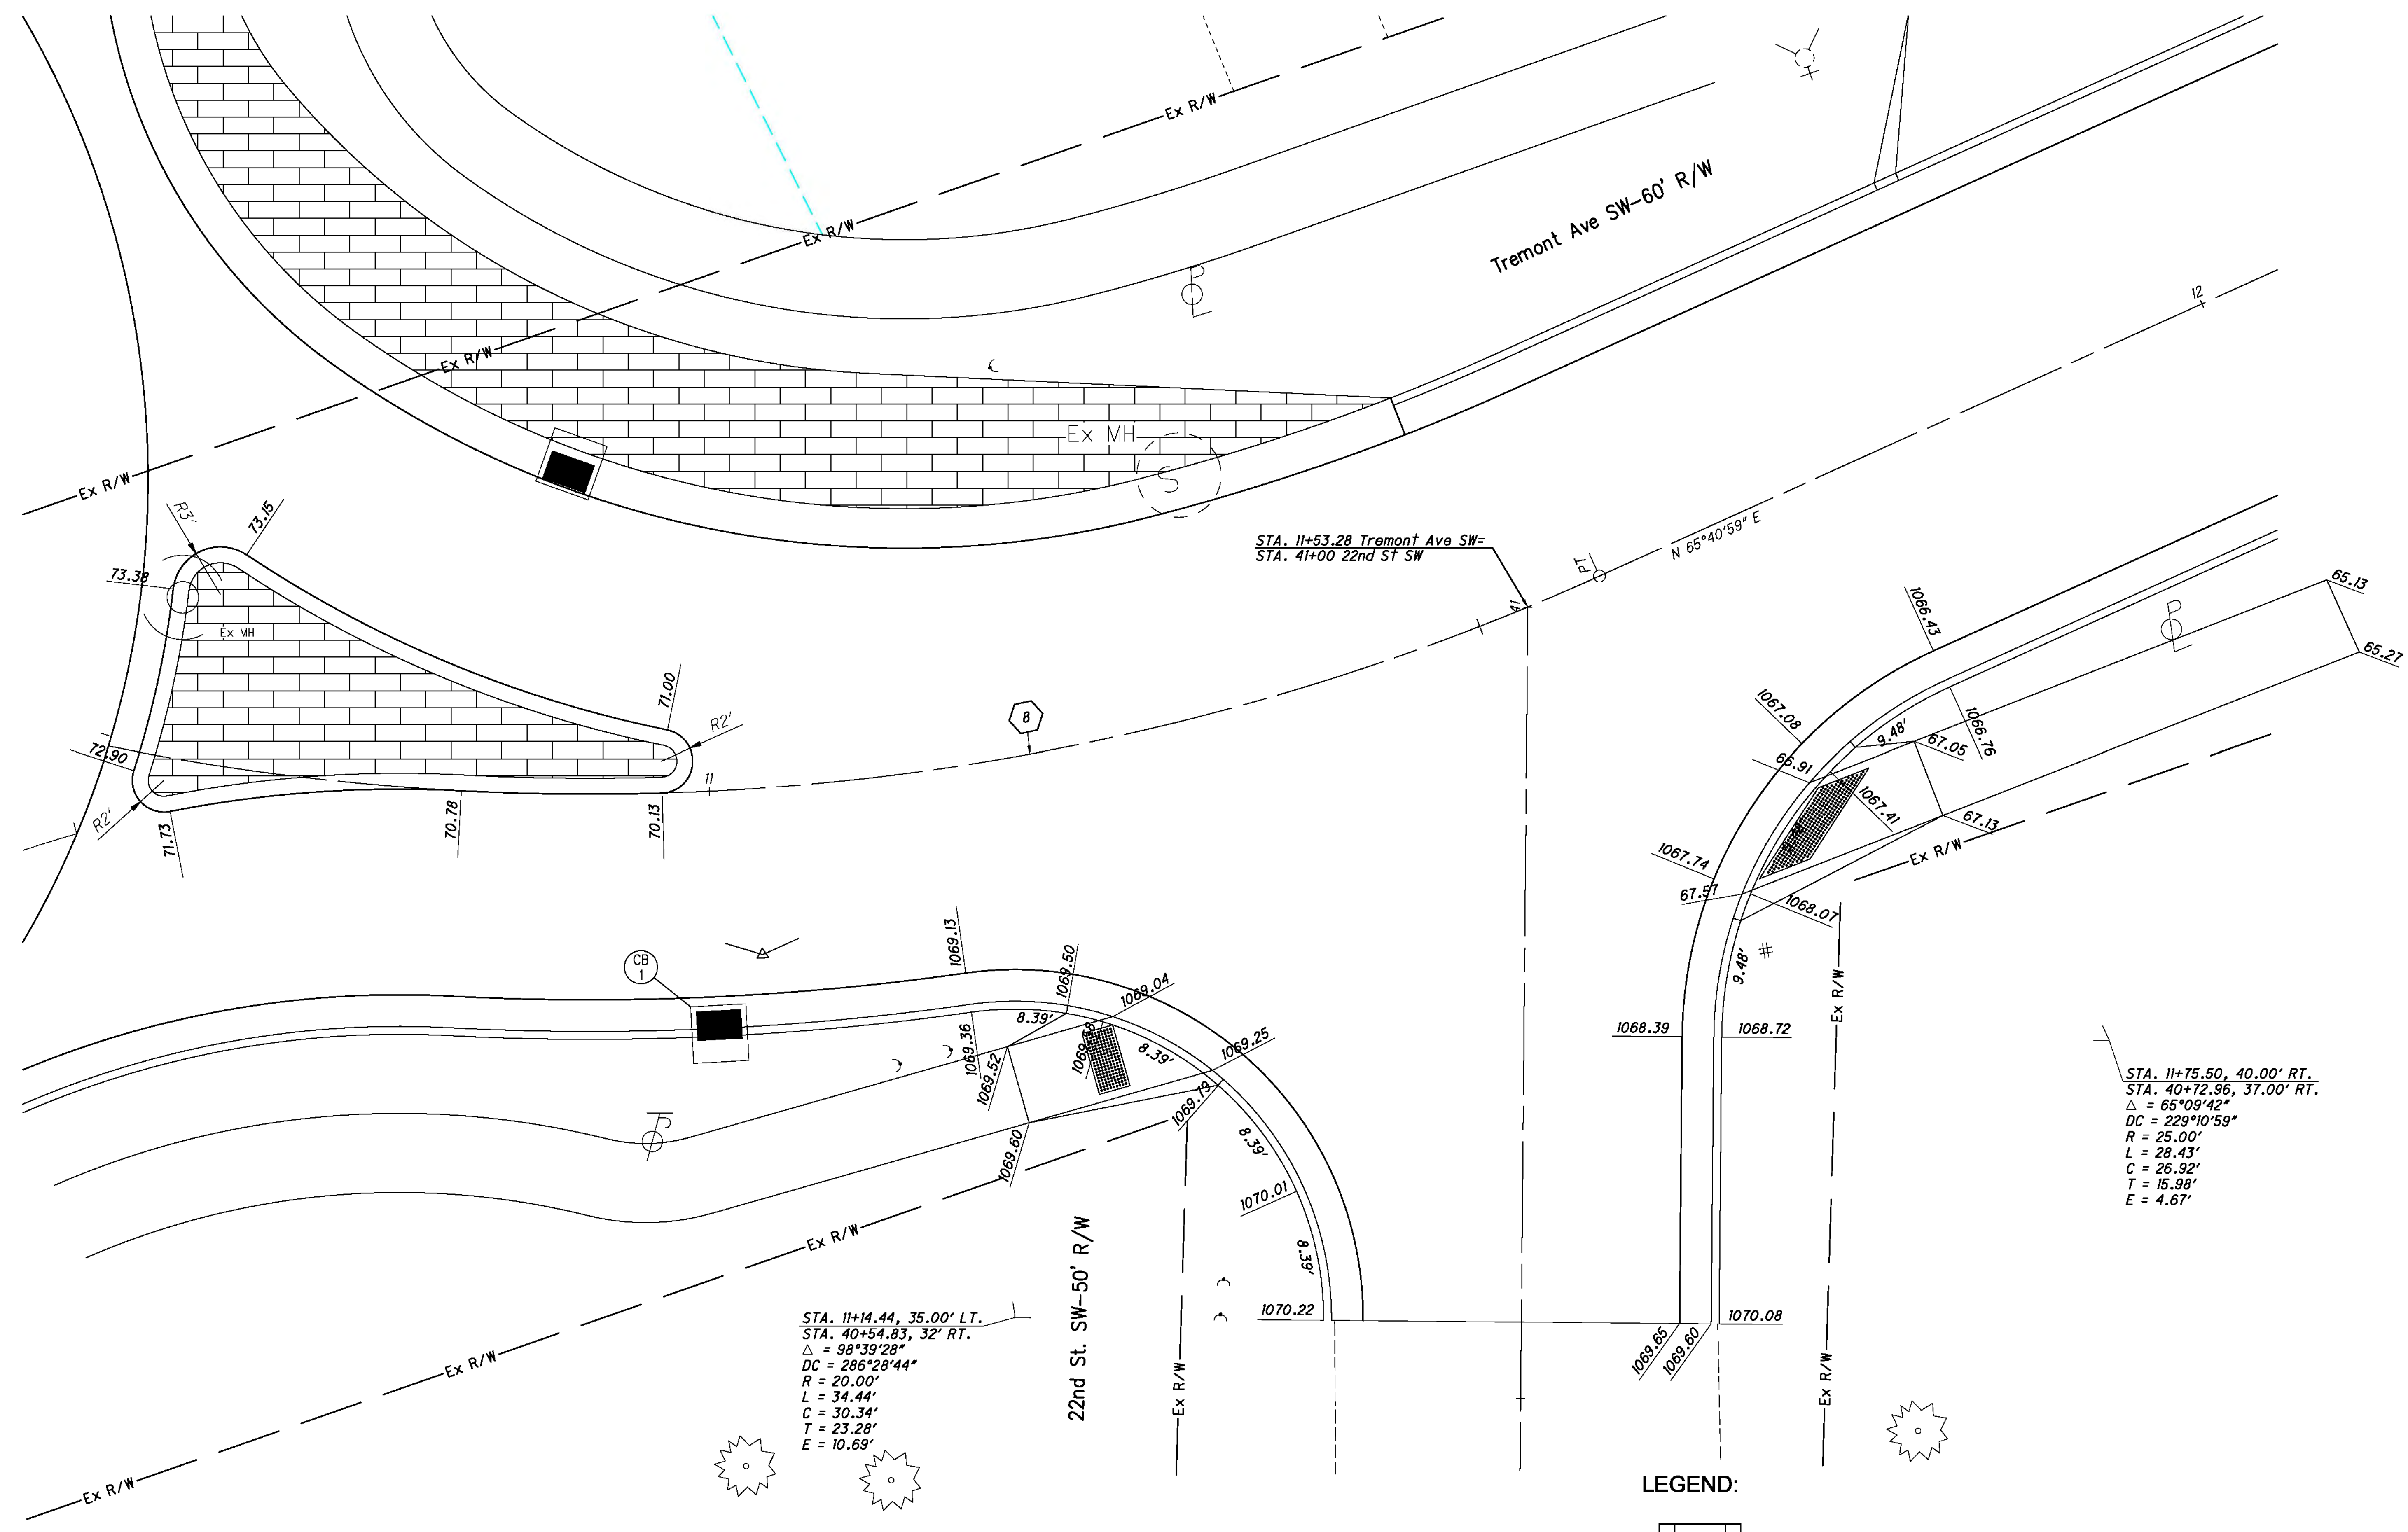 Ex R/W
Tremont Ave SW-60' R/W
Ex R/W
12
P
L
Ex R/W
Ex MH
S
Ex R/W
R3'
73.15
STA. 11+53.28 Tremont Ave SW=
STA. 41+00 22nd St SW
N 65°40'59" E
PT
73.38
41
65.13
Ex MH
1066.43
P
L
65.27
71.00
R2'
8
1067.08
9.48'
1066.76
67.05
72.90
66.91
11
1067.41
R2'
71.73
70.78
70.13
67.13
Ex R/W
1067.74
67.57
1068.07
1069.13
1069.50
#
9.48'
CB
1
1069.04
Ex R/W
8.39'
1069.36
1069.58
8.39'
1069.25
1068.39
1068.72
1069.52
1069.79
STA. 11+75.50, 40.00' RT.
STA. 40+72.96, 37.00' RT.
△ = 65°09'42"
DC = 229°10'59"
R = 25.00'
L = 28.43'
C = 26.92'
T = 15.98'
E = 4.67'
P
8.39'
1069.60
1070.01
Ex R/W
8.39'
22nd St. SW-50' R/W
1070.22
1070.08
1069.65
1069.60
STA. 11+14.44, 35.00' LT.
STA. 40+54.83, 32' RT.
△ = 98°39'28"
DC = 286°28'44"
R = 20.00'
L = 34.44'
C = 30.34'
T = 23.28'
E = 10.69'
Ex R/W
Ex R/W
Ex R/W
Ex R/W
LEGEND: